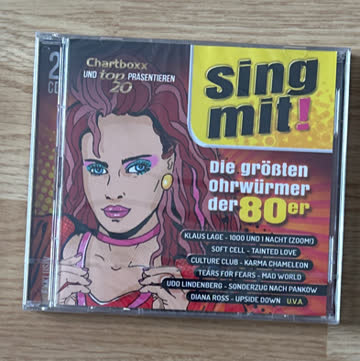 2
CD
Chartboxx
UND top PRÄSENTIEREN
20
sing
mit!
Die größten
ohrwürmer
der 80er
KLAUS LAGE - 1000 UND 1 NACHT (ZOOM!)
SOFT CELL - TAINTED LOVE
CULTURE CLUB - KARMA CHAMELEON
TEARS FOR FEARS - MAD WORLD
UDO LINDENBERG - SONDERZUG NACH PANKOW
DIANA ROSS - UPSIDE DOWN U.V.A.